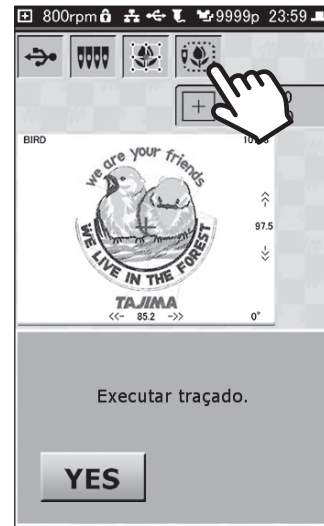 800rpm 9999p 23:59
BIRD
we are your friends
WE LIVE IN THE FOREST
TAJIMA
97.5
<<- 85.2 ->> 0°
Executar traçado.
YES